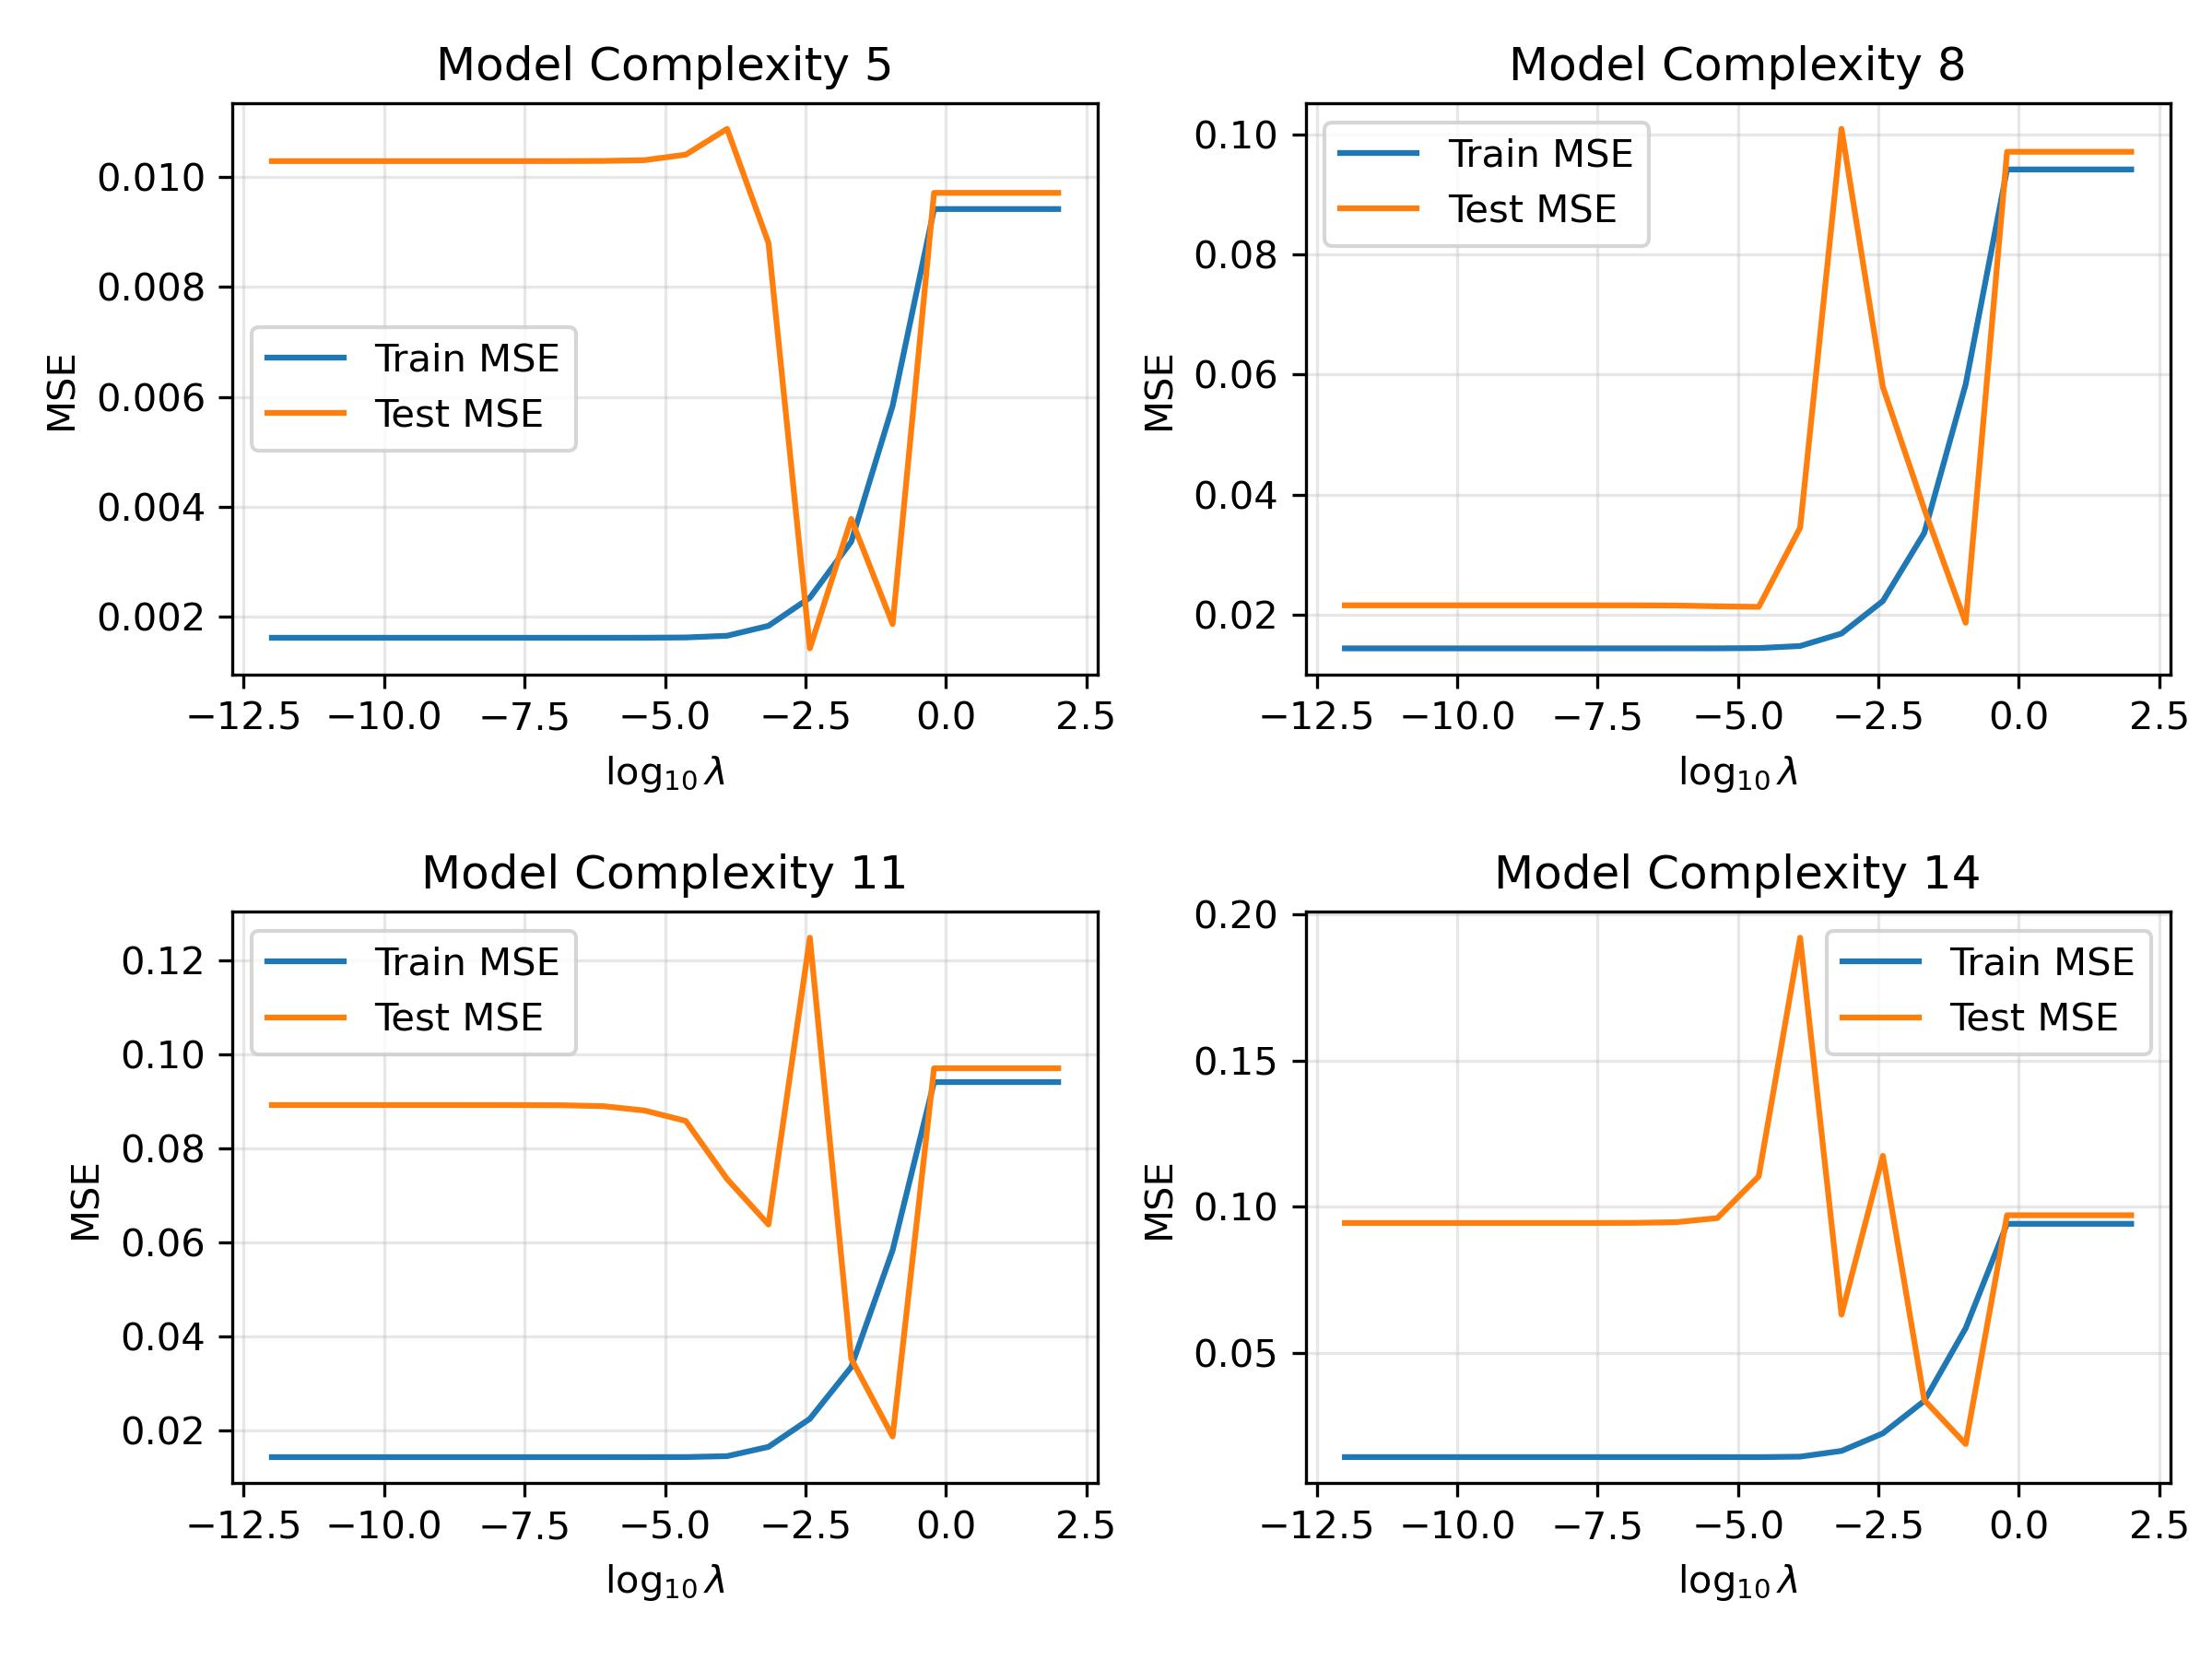 Model Complexity 5
0.010
0.008
0.006
0.004
0.002
MSE
Train MSE
Test MSE
−12.5 −10.0 −7.5 −5.0 −2.5 0.0 2.5
log₁₀ λ
Model Complexity 8
0.10
0.08
0.06
0.04
0.02
MSE
Train MSE
Test MSE
−12.5 −10.0 −7.5 −5.0 −2.5 0.0 2.5
log₁₀ λ
Model Complexity 11
0.12
0.10
0.08
0.06
0.04
0.02
MSE
Train MSE
Test MSE
−12.5 −10.0 −7.5 −5.0 −2.5 0.0 2.5
log₁₀ λ
Model Complexity 14
0.20
0.15
0.10
0.05
MSE
Train MSE
Test MSE
−12.5 −10.0 −7.5 −5.0 −2.5 0.0 2.5
log₁₀ λ